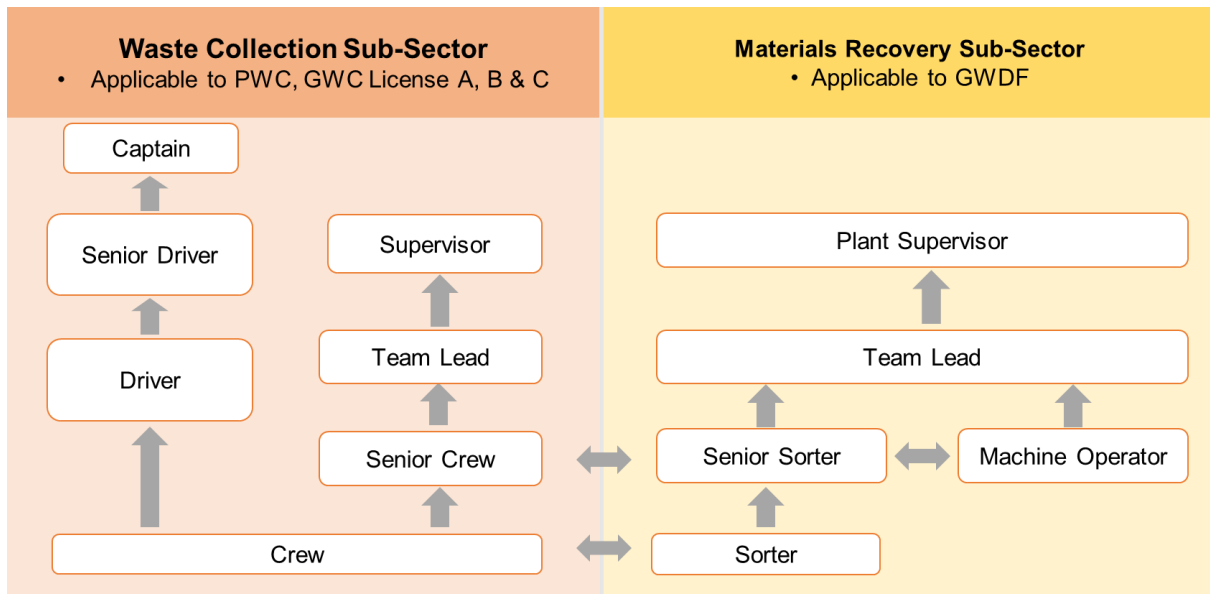 Waste Collection Sub-Sector
• Applicable to PWC, GWC License A, B & C
Captain
Senior Driver
Driver
Supervisor
Team Lead
Senior Crew
Crew
Materials Recovery Sub-Sector
• Applicable to GWDF
Plant Supervisor
Team Lead
Senior Sorter
Machine Operator
Sorter